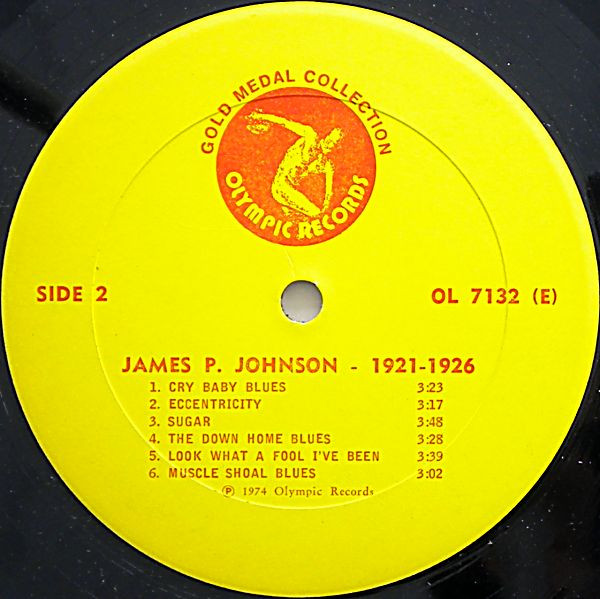 GOLD MEDAL COLLECTION
OLYMPIC RECORDS
SIDE 2
OL 7132 (E)
JAMES P. JOHNSON - 1921-1926
1. CRY BABY BLUES 3:23
2. ECCENTRICITY 3:17
3. SUGAR 3:48
4. THE DOWN HOME BLUES 3:28
5. LOOK WHAT A FOOL I'VE BEEN 3:39
6. MUSCLE SHOAL BLUES 3:02
℗ 1974 Olympic Records